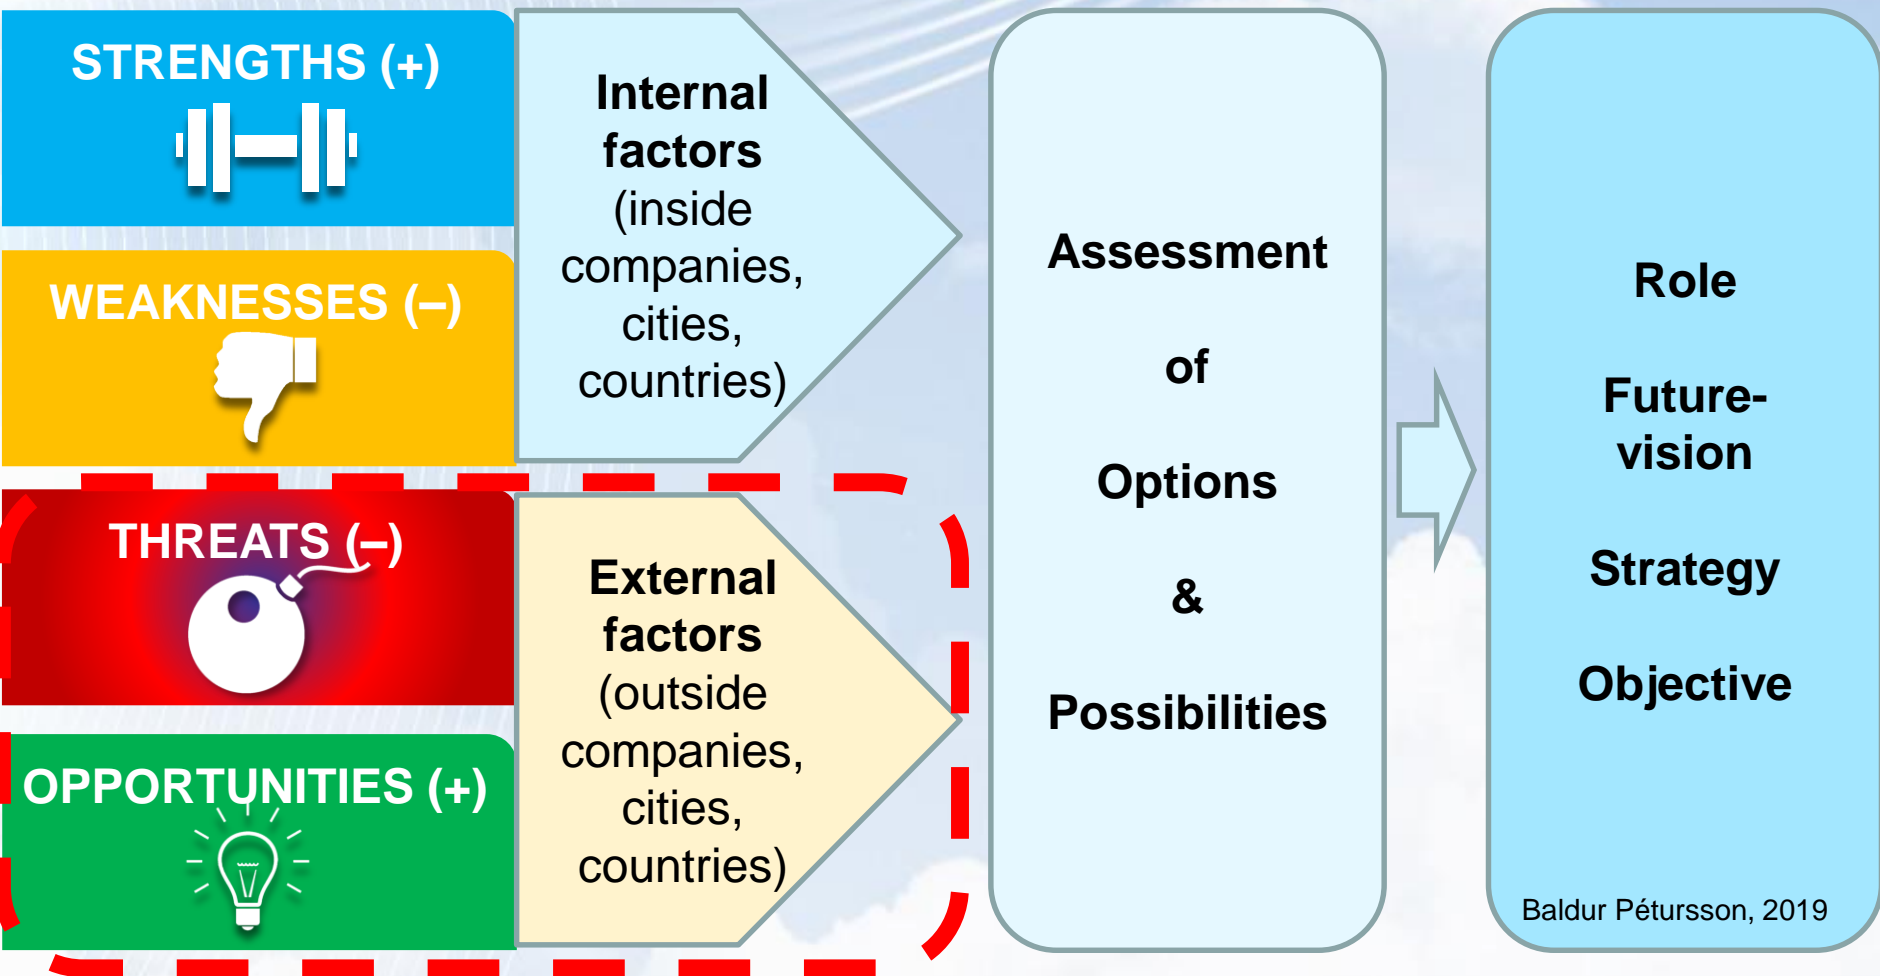 STRENGTHS (+)
WEAKNESSES (–)
THREATS (–)
OPPORTUNITIES (+)
Internal
factors
(inside
companies,
cities,
countries)
External
factors
(outside
companies,
cities,
countries)
Assessment
of
Options
&
Possibilities
Role
Future-
vision
Strategy
Objective
Baldur Pétursson, 2019